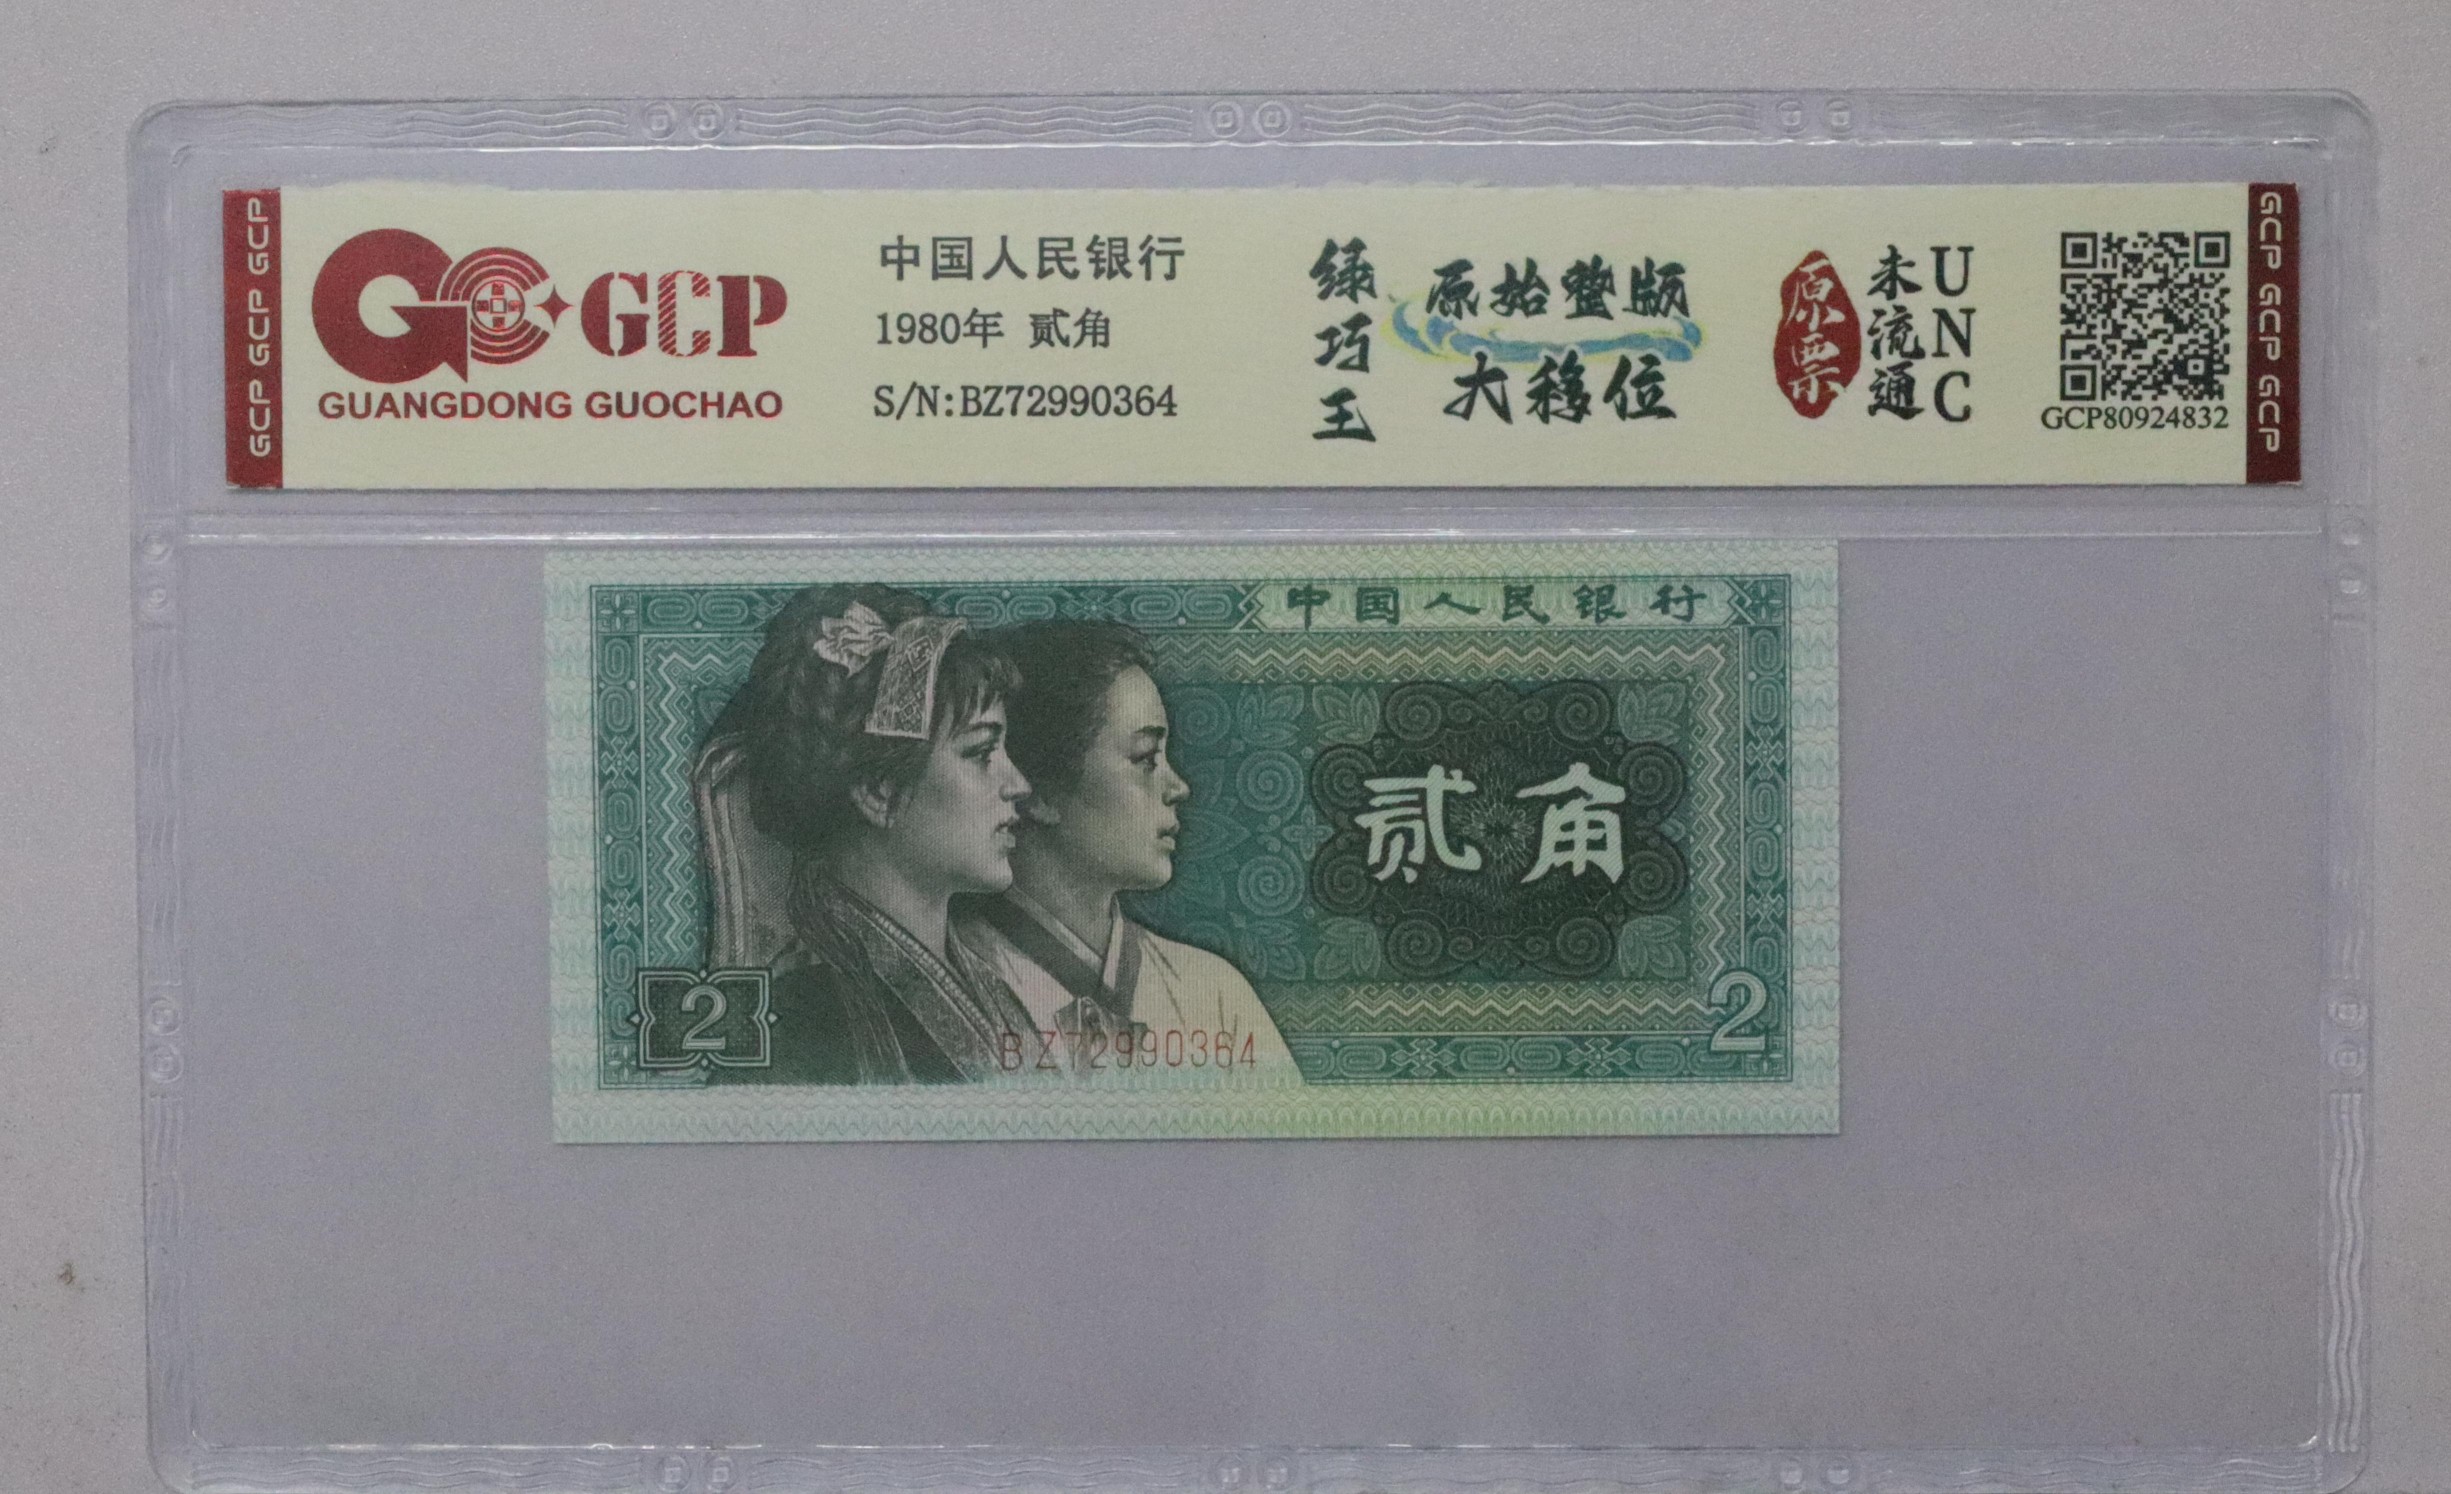 GCP GCP GCP
GCP
GUANGDONG GUOCHAO
中国人民银行
1980年 贰角
S/N:BZ72990364
绿巧王
原始整版
大移位
原票
未流通
UNC
GCP80924832
GCP GCP GCP
中国人民银行
贰角
2
BZ72990364
2